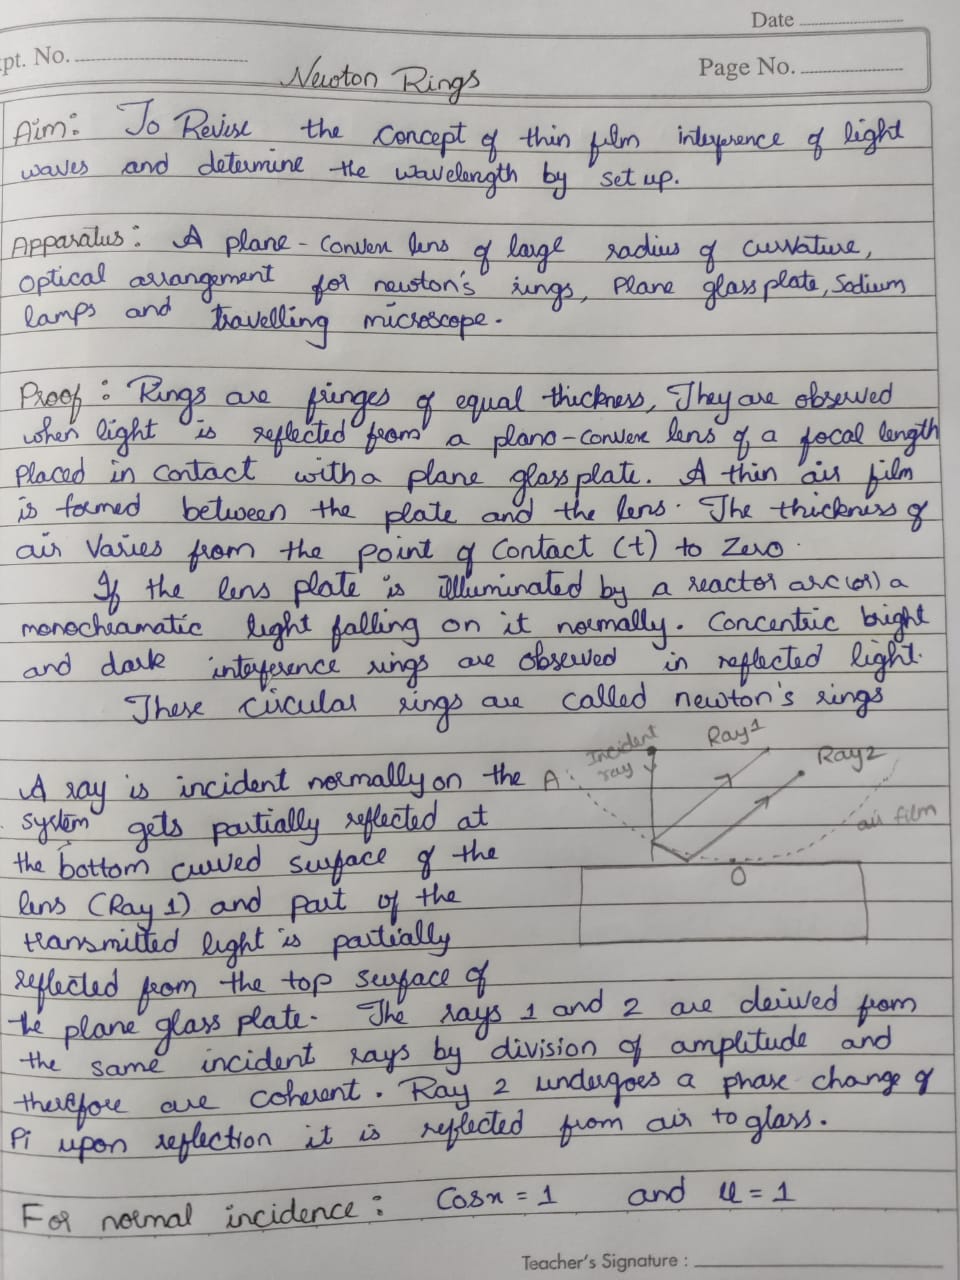 Date
pt. No.
Newton Rings
Page No.
Aim: To Revise the concept of thin film interference of light
waves and determine the wavelength by set up.
Apparatus: A plane-convex lens of large radius of curvature,
Optical arrangement for newton's rings, plane glass plate, Sodium
lamps and travelling microscope.
Proof: Rings are fringes of equal thickness, They are observed
when light is reflected from a plano-convex lens of a focal length
placed in contact with a plane glass plate. A thin air film
is formed between the plate and the lens. The thickness of
air varies from the point of contact (t) to zero.
If the lens plate is illuminated by a reactor arc (or) a
monochramatic light falling on it normally. Concentric bright
and dark interference rings are observed in reflected light.
These circular rings are called newton's rings
Incident
ray
Ray 1
Ray 2
A
air film
O
A ray is incident normally on the
system gets partially reflected at
the bottom curved surface of the
lens (Ray 1) and part of the
transmitted light is partially
reflected from the top surface of
the plane glass plate. The rays 1 and 2 are deived from
the same incident rays by division of amplitude and
therefore are coherent. Ray 2 undergoes a phase change of
Pi upon reflection it is reflected from air to glass.
For normal incidence: Cosx = 1 and u = 1
Teacher's Signature :